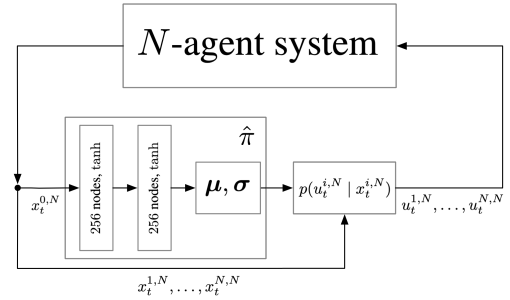 N-agent system
π̂
256 nodes, tanh
256 nodes, tanh
μ, σ
p(u_t^{i,N} | x_t^{i,N})
x_t^{0,N}
u_t^{1,N}, . . . , u_t^{N,N}
x_t^{1,N}, . . . , x_t^{N,N}